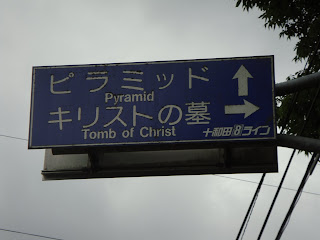 ピラミッド ↑
Pyramid
キリストの墓 →
Tomb of Christ
十和田8ライン